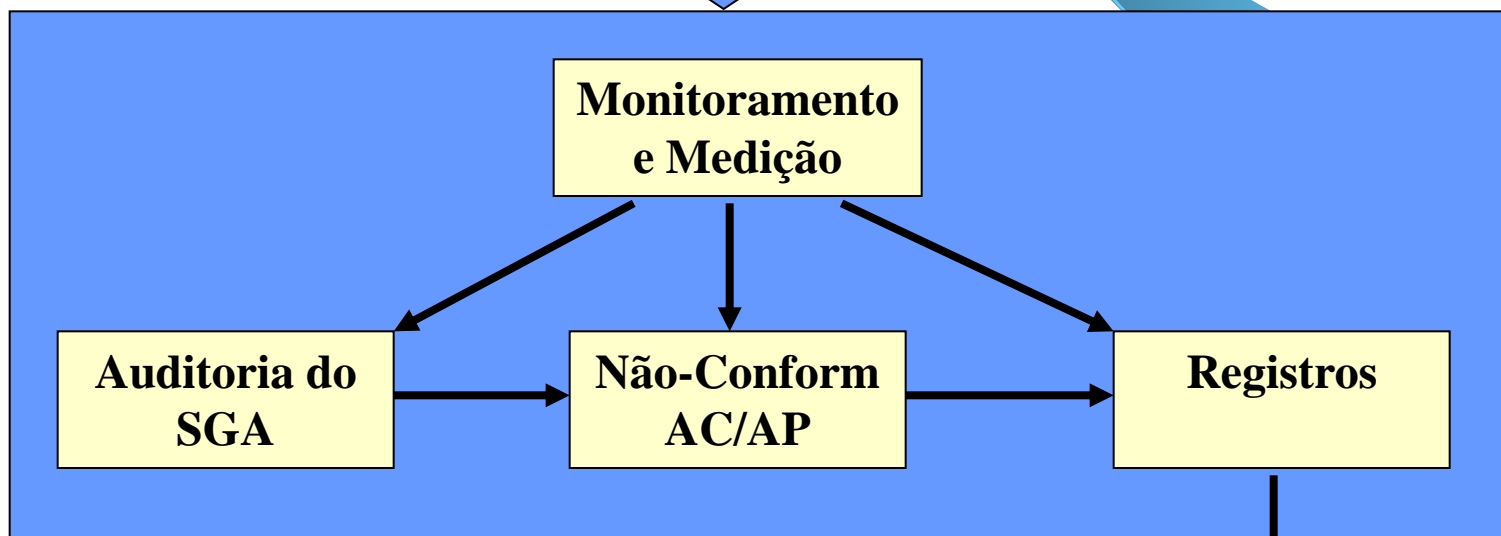 Monitoramento
e Medição
Auditoria do
SGA
Não-Conform
AC/AP
Registros